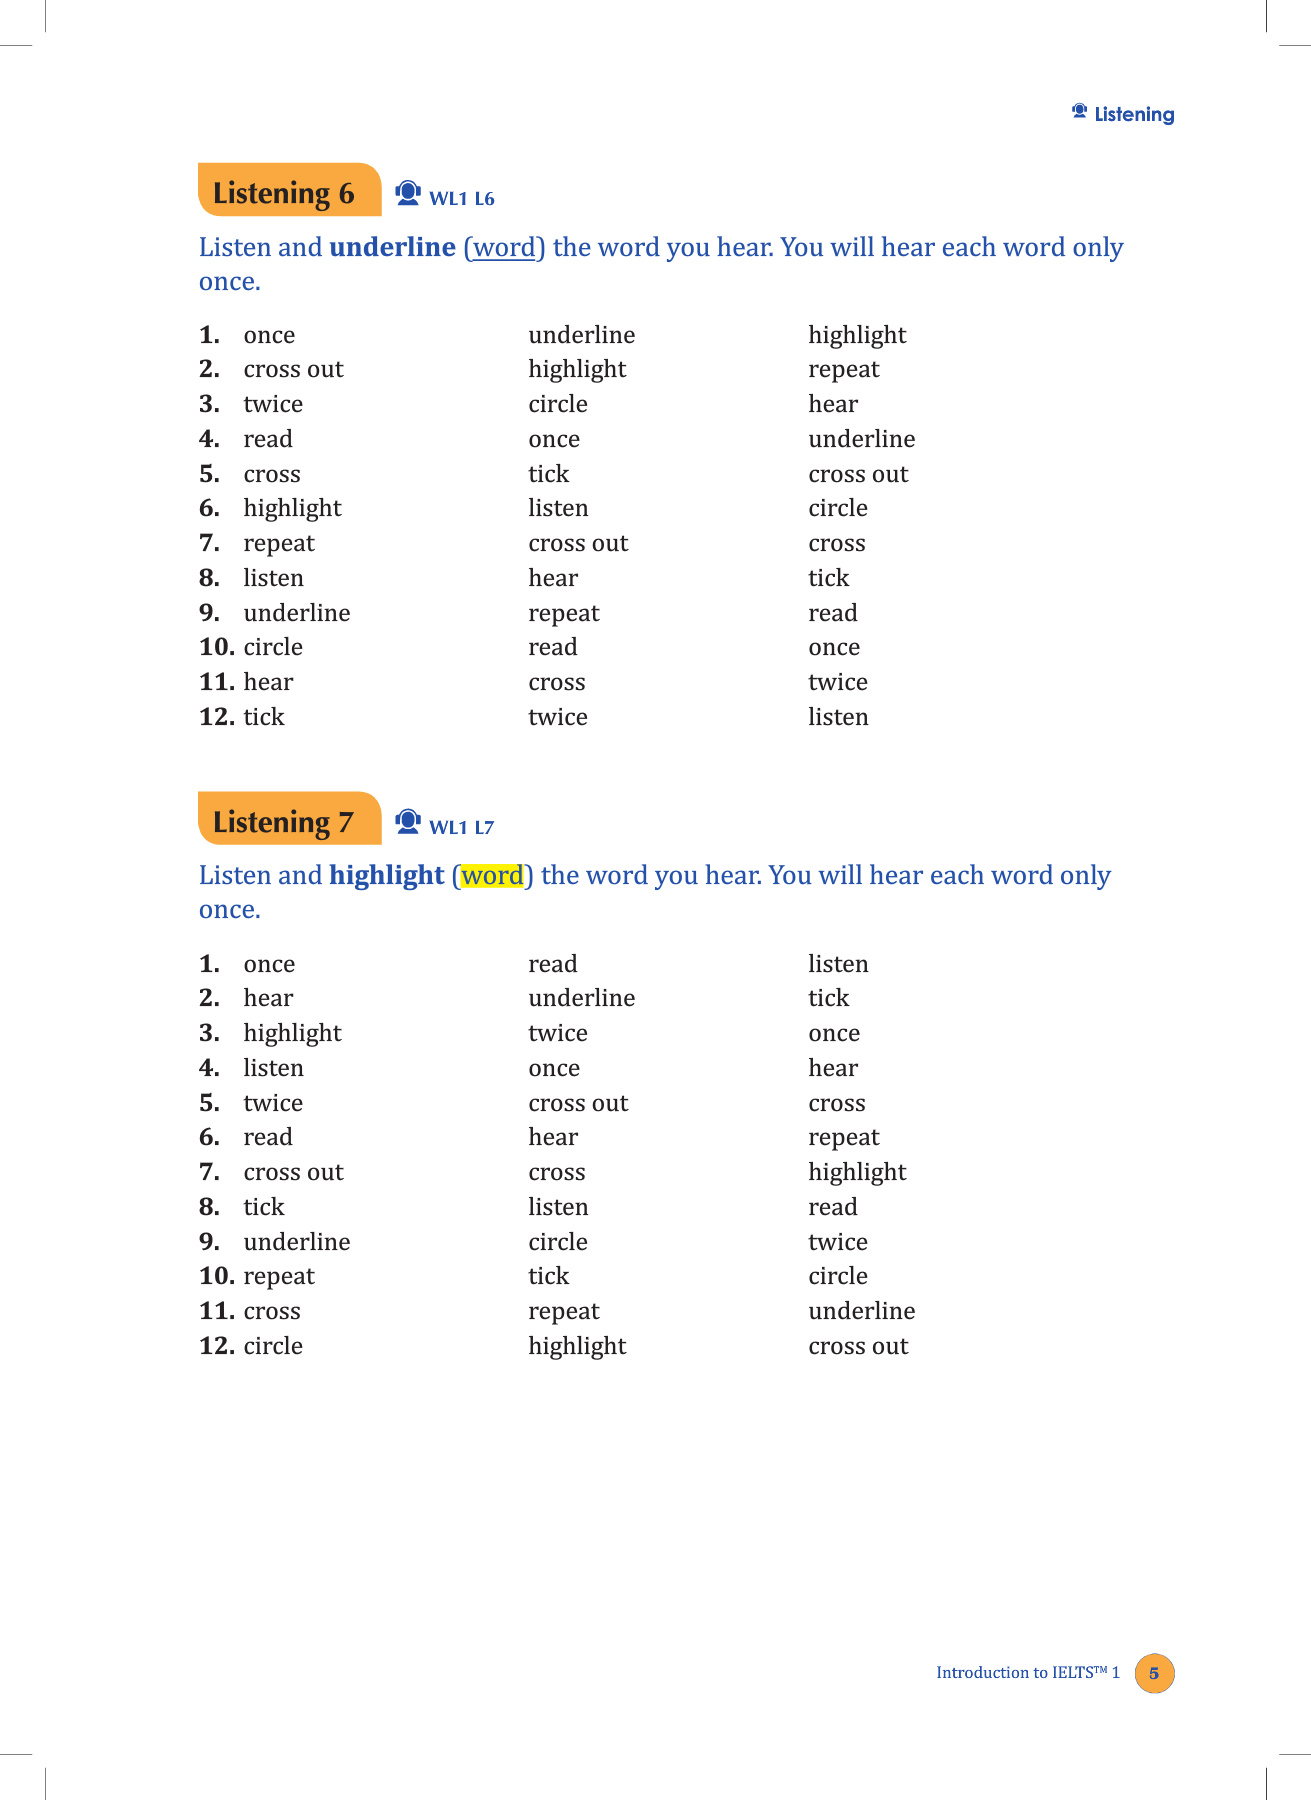 Listening
Listening 6 WL1 L6
Listen and underline (word) the word you hear. You will hear each word only
once.
1. once underline highlight
2. cross out highlight repeat
3. twice circle hear
4. read once underline
5. cross tick cross out
6. highlight listen circle
7. repeat cross out cross
8. listen hear tick
9. underline repeat read
10. circle read once
11. hear cross twice
12. tick twice listen
Listening 7 WL1 L7
Listen and highlight (word) the word you hear. You will hear each word only
once.
1. once read listen
2. hear underline tick
3. highlight twice once
4. listen once hear
5. twice cross out cross
6. read hear repeat
7. cross out cross highlight
8. tick listen read
9. underline circle twice
10. repeat tick circle
11. cross repeat underline
12. circle highlight cross out
Introduction to IELTS™ 1 5